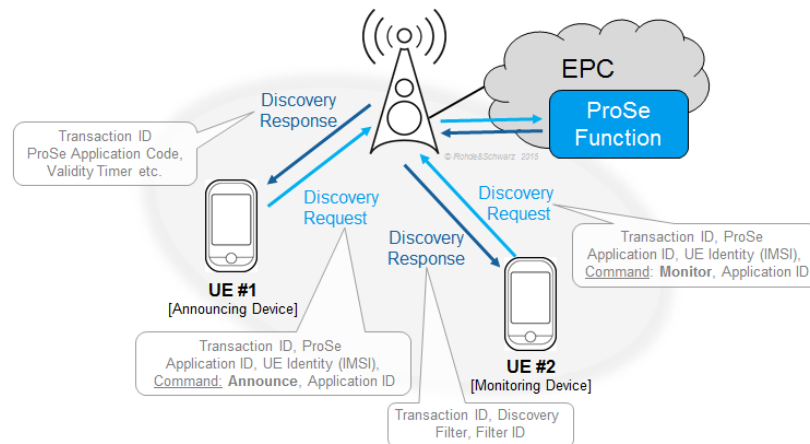 EPC
ProSe
Function
© Rohde&Schwarz 2015
Discovery
Response
Transaction ID
ProSe Application Code,
Validity Timer etc.
Discovery
Request
Discovery
Request
Discovery
Response
Transaction ID, ProSe
Application ID, UE Identity (IMSI),
Command: Monitor, Application ID
UE #1
[Announcing Device]
Transaction ID, ProSe
Application ID, UE Identity (IMSI),
Command: Announce, Application ID
UE #2
[Monitoring Device]
Transaction ID, Discovery
Filter, Filter ID